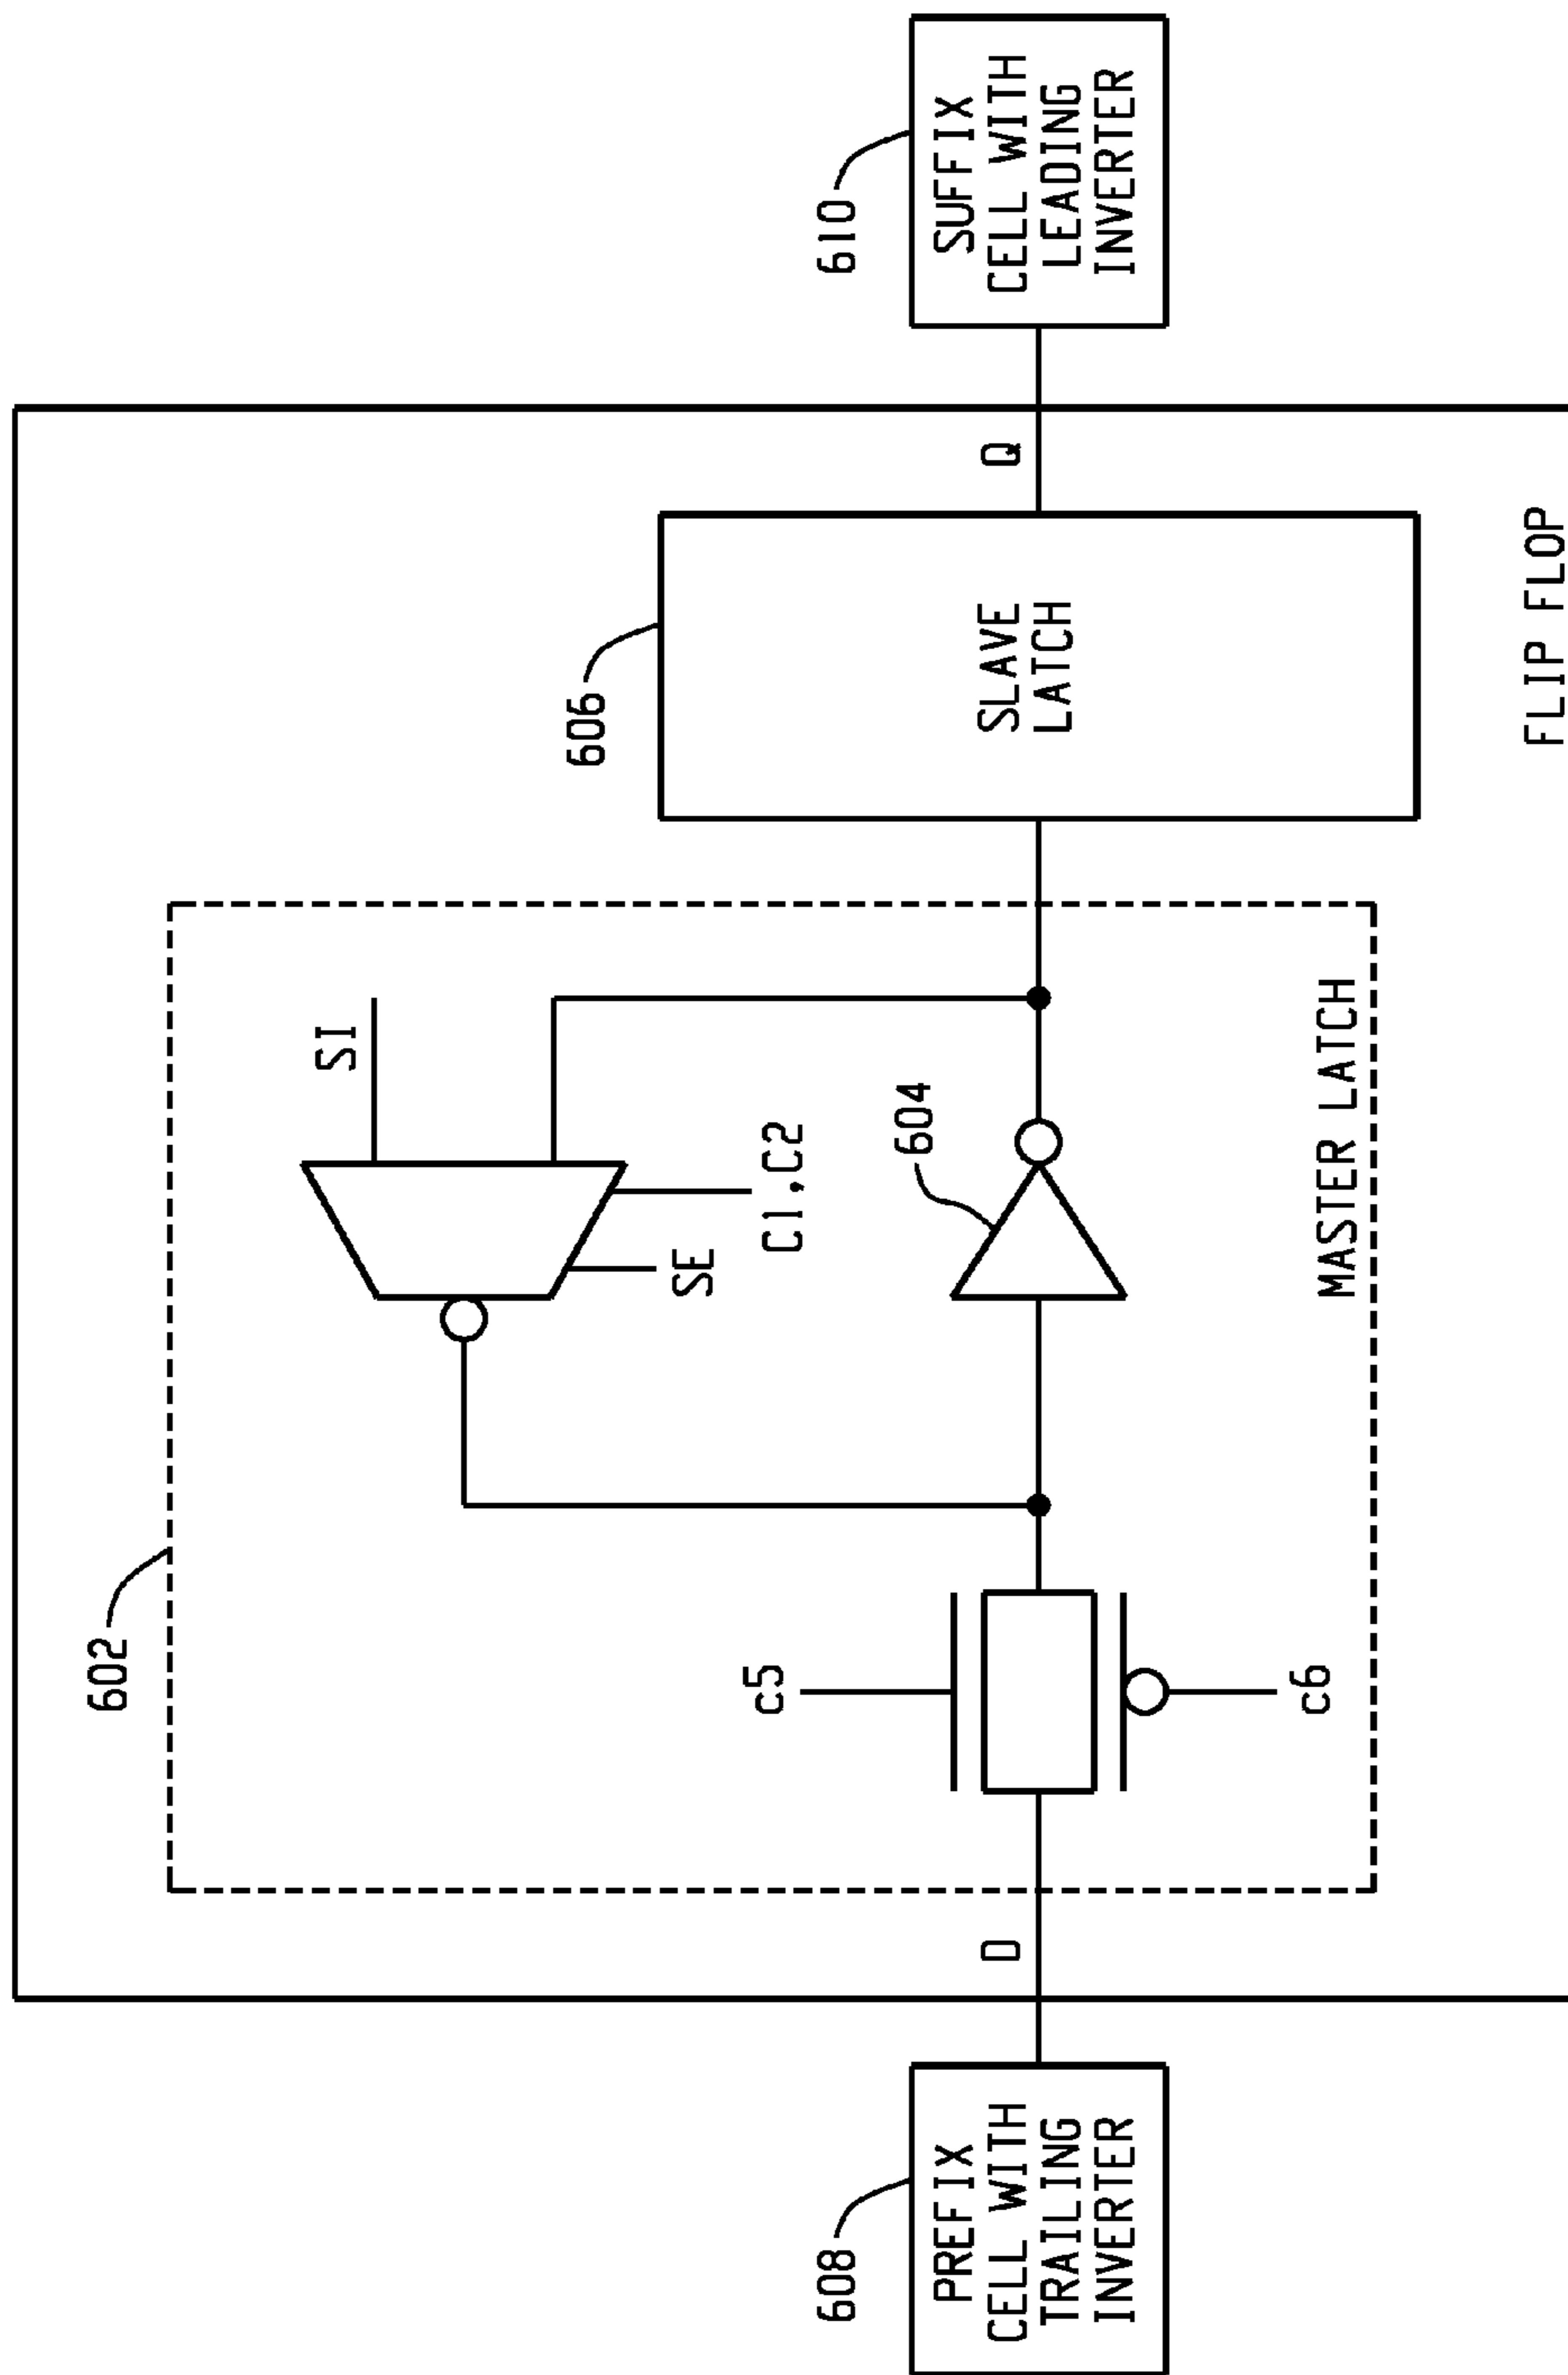 602
SI
606
SE
C1,C2
c5
604
608
PREFIX
CELL WITH
TRAILING
INVERTER
D
SLAVE
LATCH
Q
610
SUFFIX
CELL WITH
LEADING
INVERTER
c6
MASTER LATCH
FLIP FLOP